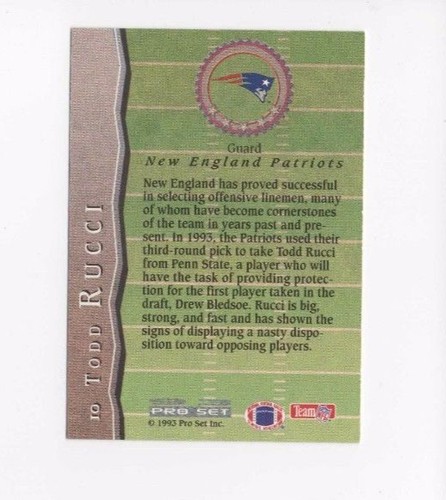 Guard
New England Patriots
New England has proved successful
in selecting offensive linemen, many
of whom have become cornerstones
of the team in years past and pre-
sent. In 1993, the Patriots used their
third-round pick to take Todd Rucci
from Penn State, a player who will
have the task of providing protec-
tion for the first player taken in the
draft, Drew Bledsoe. Rucci is big,
strong, and fast and has shown the
signs of displaying a nasty dispo-
sition toward opposing players.
10 TODD RUCCI
PRO SET
© 1993 Pro Set Inc.
Team NFL